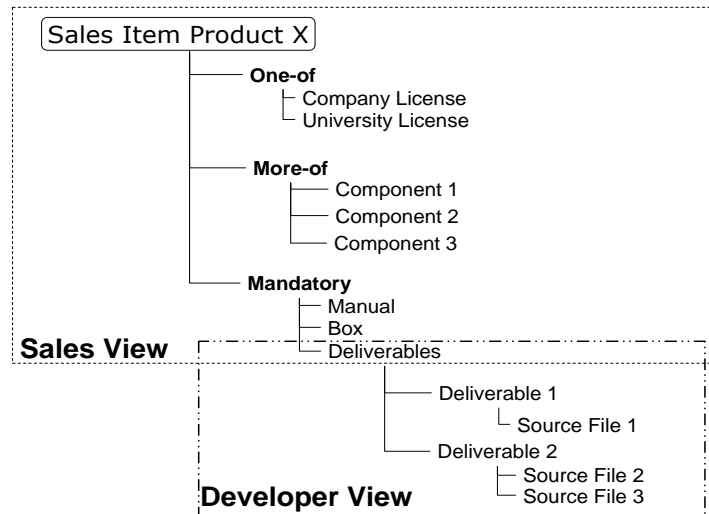 Sales Item Product X
One-of
Company License
University License
More-of
Component 1
Component 2
Component 3
Mandatory
Manual
Box
Deliverables
Sales View
Deliverable 1
Source File 1
Deliverable 2
Source File 2
Source File 3
Developer View